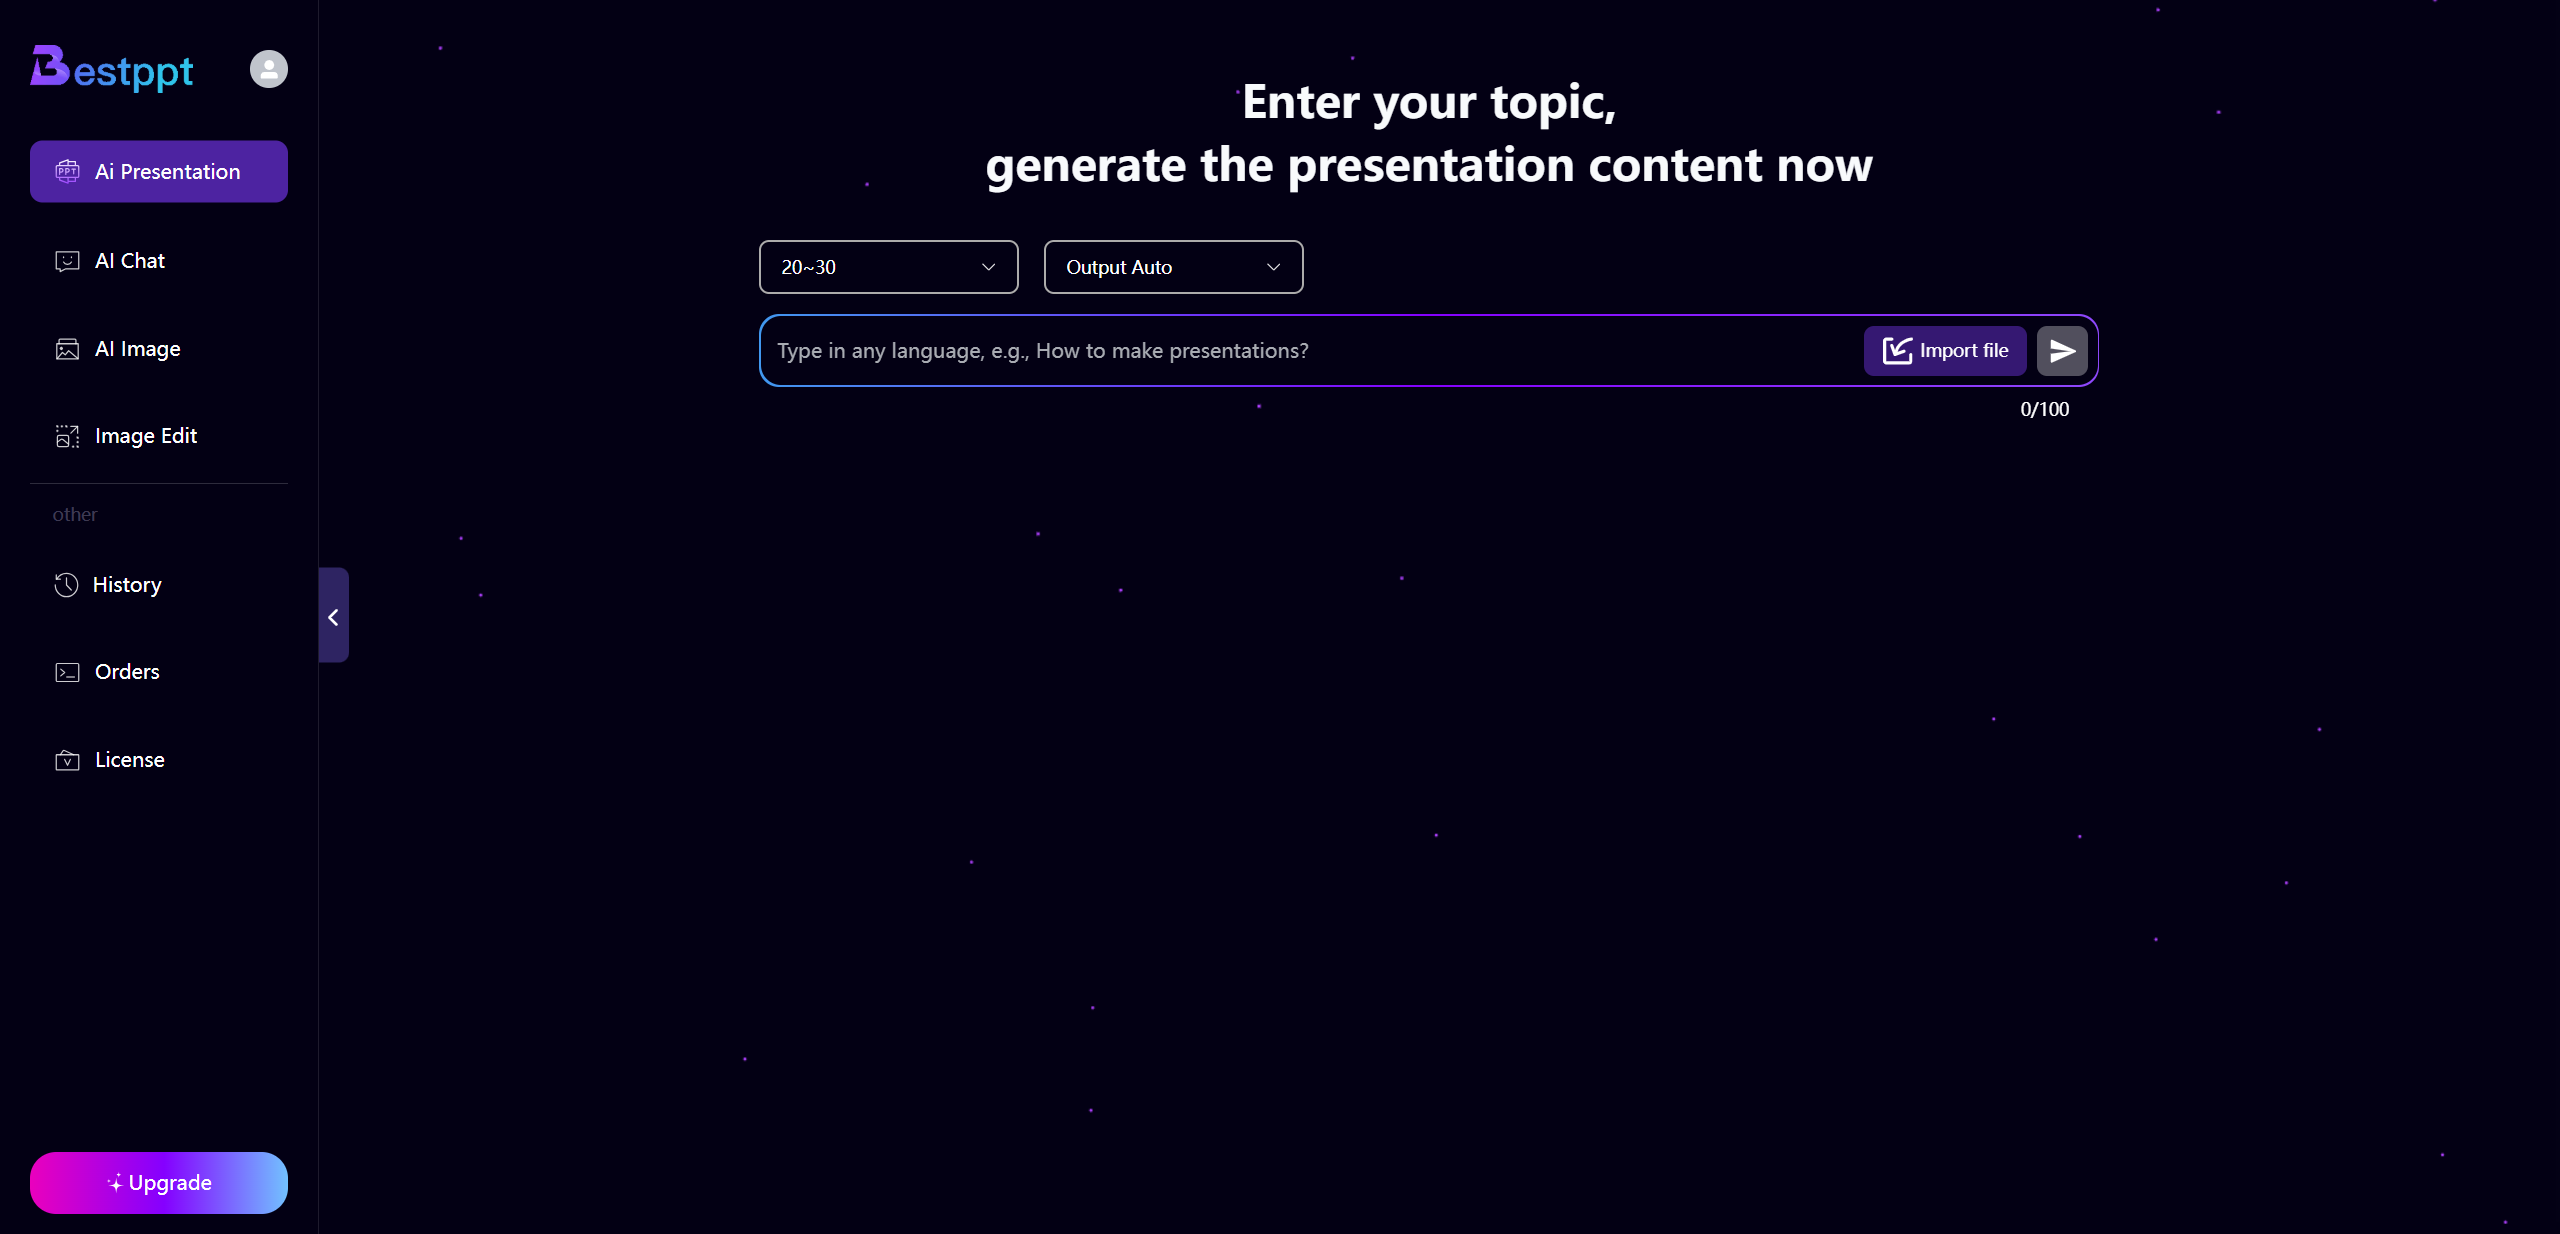 Bestppt
Ai Presentation
AI Chat
AI Image
Image Edit
other
History
Orders
License
Upgrade
Enter your topic,
generate the presentation content now
20~30
Output Auto
Type in any language, e.g., How to make presentations?
Import file
0/100